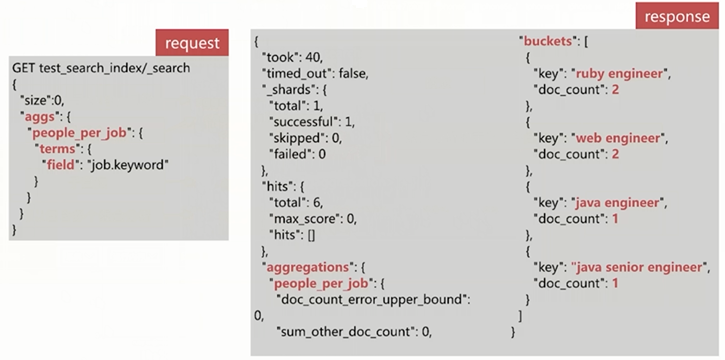 request
GET test_search_index/_search
{
"size":0,
"aggs": {
"people_per_job": {
"terms": {
"field": "job.keyword"
}
}
}
}
response
{
"took": 40,
"timed_out": false,
"_shards": {
"total": 1,
"successful": 1,
"skipped": 0,
"failed": 0
},
"hits": {
"total": 6,
"max_score": 0,
"hits": []
},
"aggregations": {
"people_per_job": {
"doc_count_error_upper_bound":
0,
"sum_other_doc_count": 0,
"buckets": [
{
"key": "ruby engineer",
"doc_count": 2
},
{
"key": "web engineer",
"doc_count": 2
},
{
"key": "java engineer",
"doc_count": 1
},
{
"key": "java senior engineer",
"doc_count": 1
}
]
}